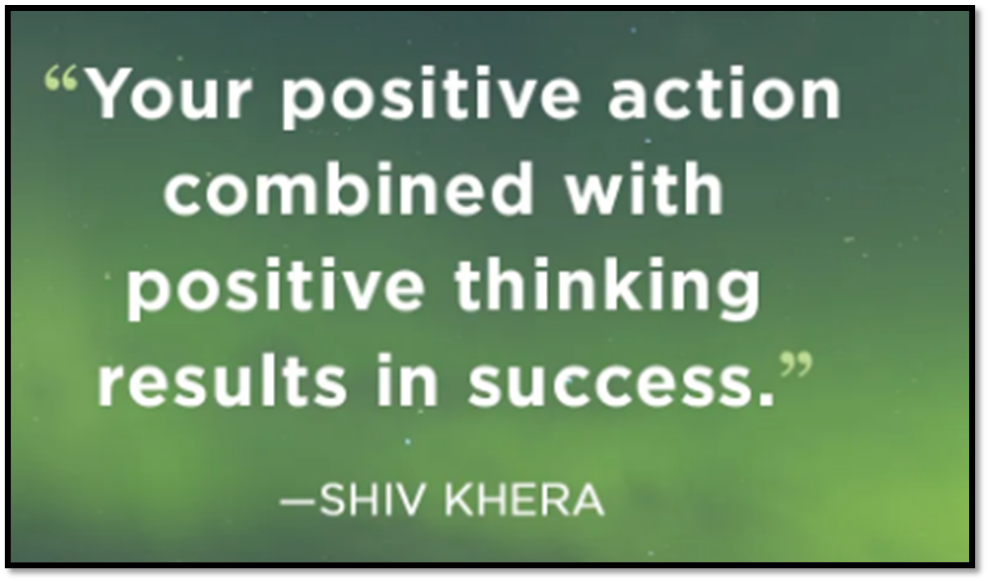 “Your positive action
combined with
positive thinking
results in success.”
—SHIV KHERA